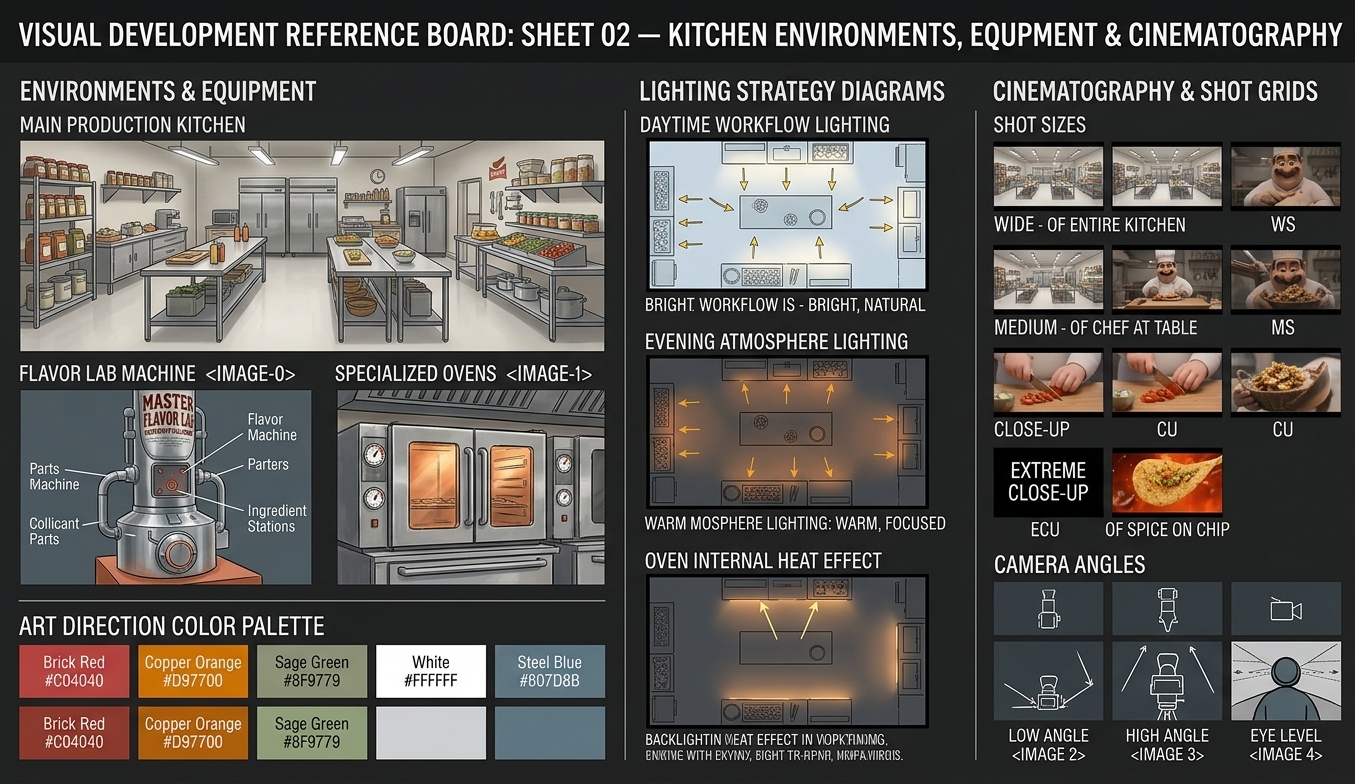 VISUAL DEVELOPMENT REFERENCE BOARD: SHEET 02 — KITCHEN ENVIRONMENTS, EQUPMENT & CINEMATOGRAPHY
ENVIRONMENTS & EQUIPMENT
MAIN PRODUCTION KITCHEN
FLAVOR LAB MACHINE <IMAGE-0>
MASTER
FLAVOR LAB
Flavor
Machine
Parts
Machine
Parters
Collicant
Parts
Ingredient
Stations
SPECIALIZED OVENS <IMAGE-1>
ART DIRECTION COLOR PALETTE
Brick Red
#C04040
Copper Orange
#D97700
Sage Green
#8F9779
White
#FFFFFF
Steel Blue
#807D8B
Brick Red
#C04040
Copper Orange
#D97700
Sage Green
#8F9779
LIGHTING STRATEGY DIAGRAMS
DAYTIME WORKFLOW LIGHTING
BRIGHT. WORKFLOW IS - BRIGHT, NATURAL
EVENING ATMOSPHERE LIGHTING
WARM MOSPHERE LIGHTING: WARM, FOCUSED
OVEN INTERNAL HEAT EFFECT
BACKLIGHTIN EFFECT IN
WITH
CINEMATOGRAPHY & SHOT GRIDS
SHOT SIZES
WIDE - OF ENTIRE KITCHEN
WS
MEDIUM - OF CHEF AT TABLE
MS
CLOSE-UP
CU
CU
EXTREME
CLOSE-UP
ECU
OF SPICE ON CHIP
CAMERA ANGLES
LOW ANGLE
<IMAGE 2>
HIGH ANGLE
<IMAGE 3>
EYE LEVEL
<IMAGE 4>